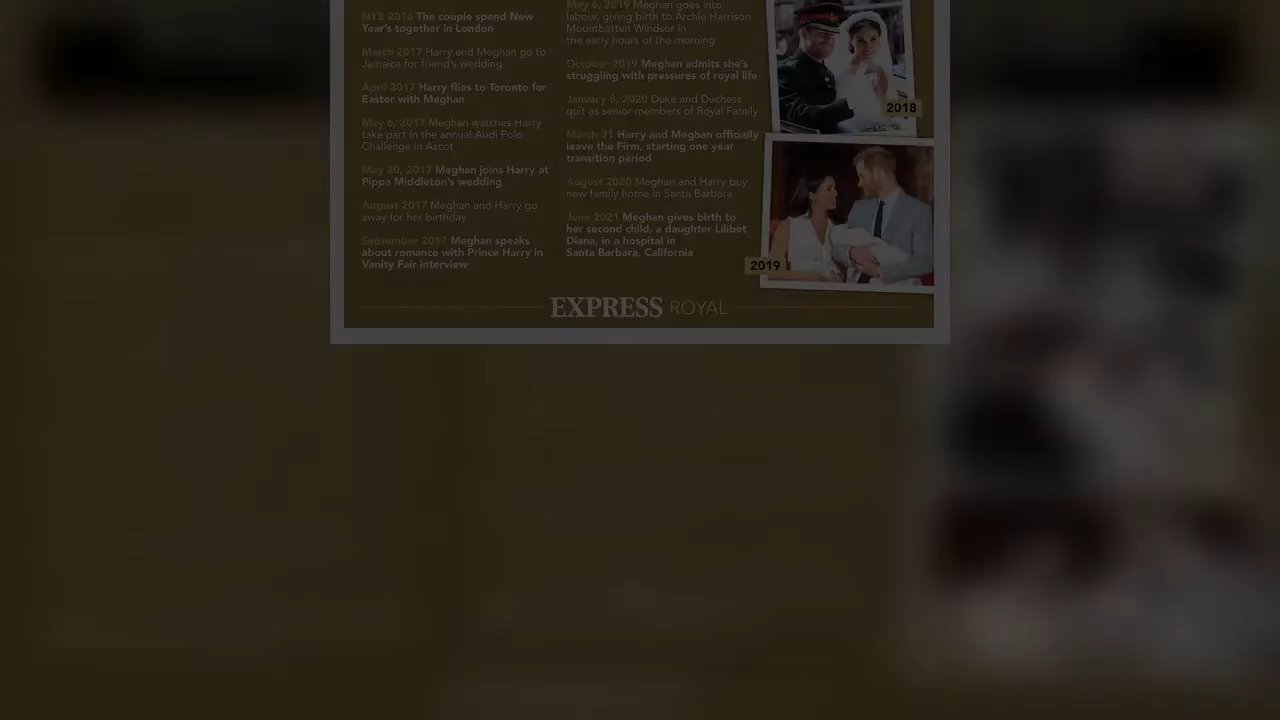 NYE 2016 The couple spend New
Year's together in London
March 2017 Harry and Meghan go to
Jamaica for friend's wedding
April 2017 Harry flies to Toronto for
Easter with Meghan
May 6, 2017 Meghan watches Harry
take part in the annual Audi Polo
Challenge in Ascot
May 20, 2017 Meghan joins Harry at
Pippa Middleton's wedding
August 2017 Meghan and Harry go
away for her birthday
September 2017 Meghan speaks
about romance with Prince Harry in
Vanity Fair interview
May 6, 2019 Meghan goes into
labour, giving birth to Archie Harrison
Mountbatten Windsor in
the early hours of the morning
October 2019 Meghan admits she's
struggling with pressures of royal life
January 8, 2020 Duke and Duchess
quit as senior members of Royal Family
March 31 Harry and Meghan officially
leave the Firm, starting one year
transition period
August 2020 Meghan and Harry buy
new family home in Santa Barbara
June 2021 Meghan gives birth to
her second child, a daughter Lilibet
Diana, in a hospital in
Santa Barbara, California
2018
2019
EXPRESS ROYAL